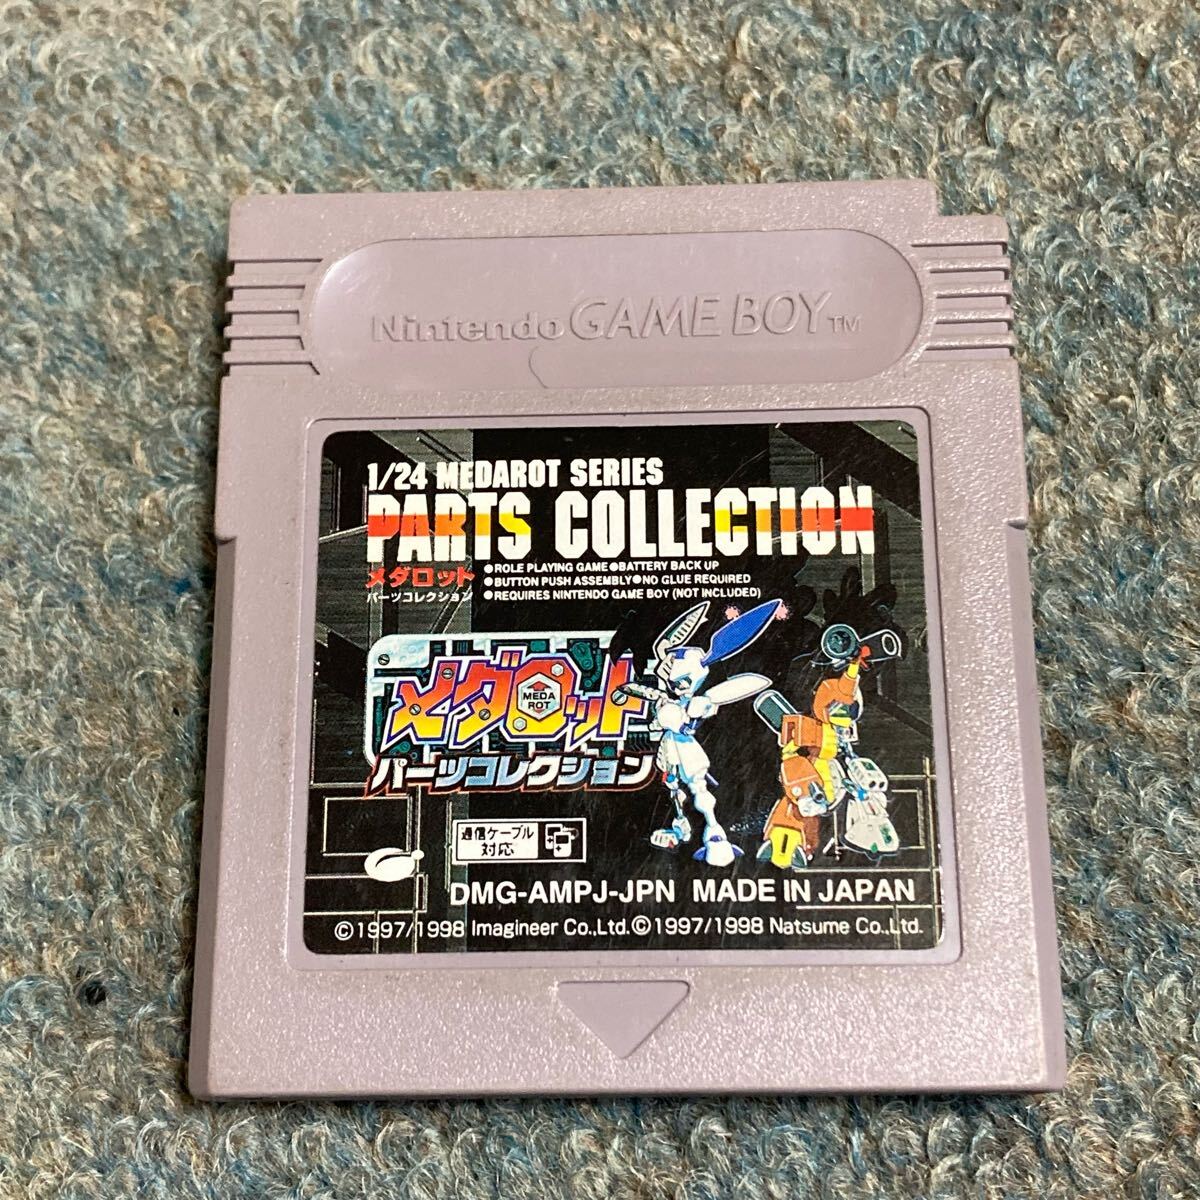 Nintendo GAME BOY TM
1/24 MEDAROT SERIES
PARTS COLLECTION
メダロット
パーツコレクション
●ROLE PLAYING GAME●BATTERY BACK UP
●BUTTON PUSH ASSEMBLY●NO GLUE REQUIRED
●REQUIRES NINTENDO GAME BOY (NOT INCLUDED)
メダロット
MEDA
ROT
パーツコレクション
通信ケーブル
対応
DMG-AMPJ-JPN MADE IN JAPAN
©1997/1998 Imagineer Co.,Ltd.©1997/1998 Natsume Co.,Ltd.